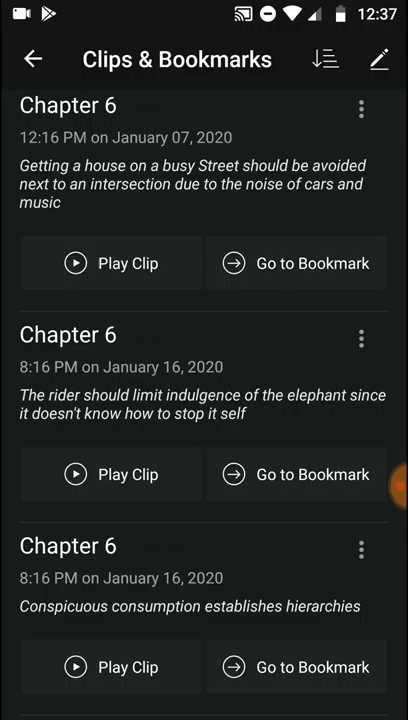 12:37
Clips & Bookmarks
Chapter 6
12:16 PM on January 07, 2020
Getting a house on a busy Street should be avoided
next to an intersection due to the noise of cars and
music
Play Clip
Go to Bookmark
Chapter 6
8:16 PM on January 16, 2020
The rider should limit indulgence of the elephant since
it doesn't know how to stop it self
Play Clip
Go to Bookmark
Chapter 6
8:16 PM on January 16, 2020
Conspicuous consumption establishes hierarchies
Play Clip
Go to Bookmark